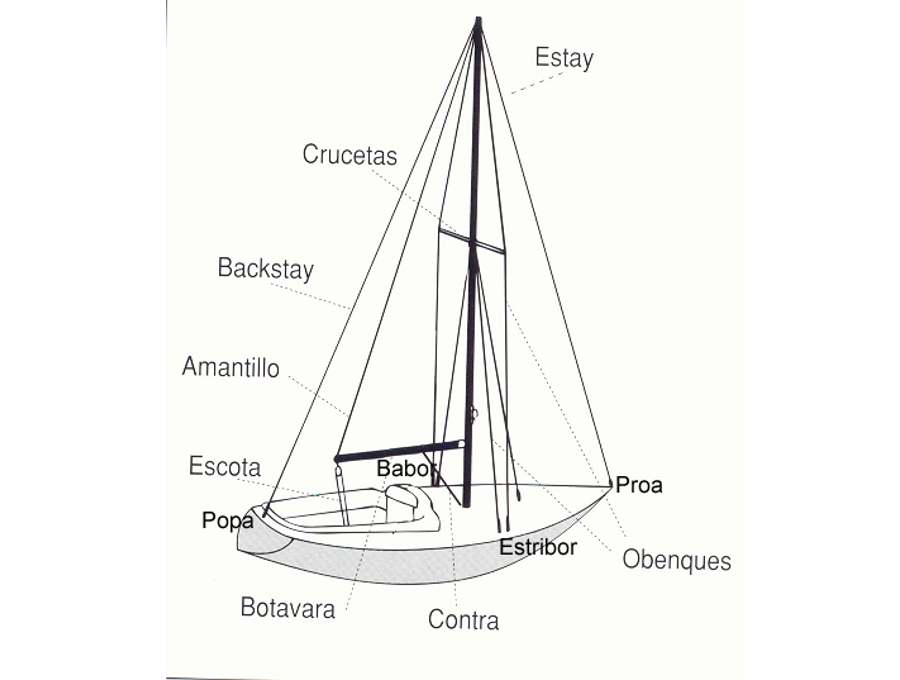 Estay
Crucetas
Backstay
Amantillo
Escota
Babor
Proa
Popa
Estribor
Obenques
Botavara
Contra